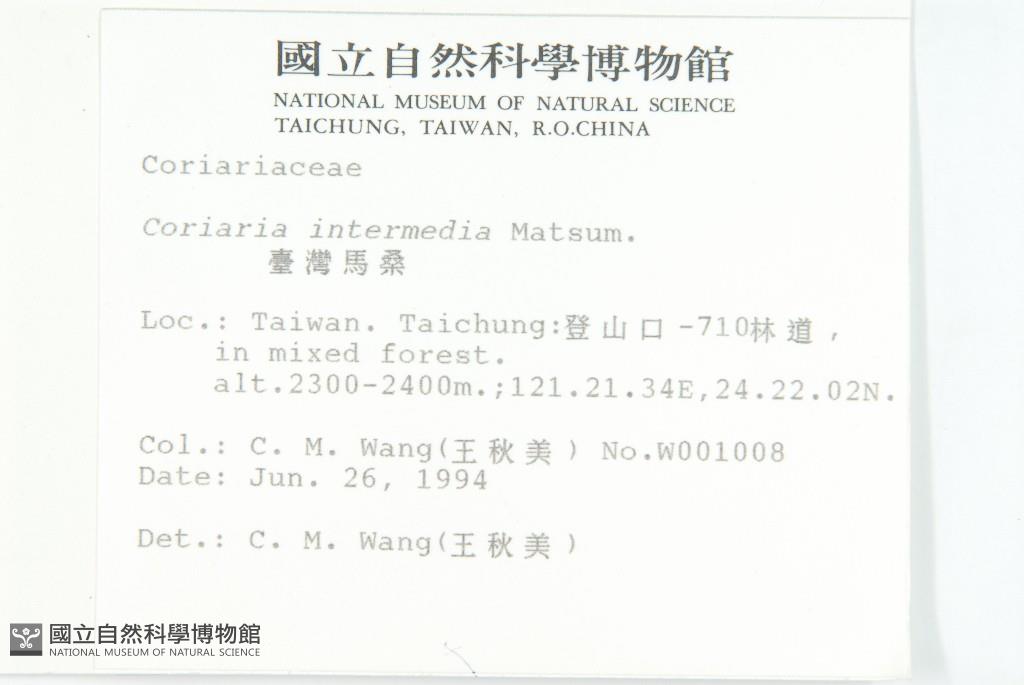 國立自然科學博物館
NATIONAL MUSEUM OF NATURAL SCIENCE
TAICHUNG, TAIWAN, R.O.CHINA
Coriariaceae
Coriaria intermedia Matsum.
臺灣馬桑
Loc.: Taiwan. Taichung:登山口-710林道,
in mixed forest.
alt.2300-2400m.;121.21.34E,24.22.02N.
Col.: C. M. Wang(王秋美) No.W001008
Date: Jun. 26, 1994
Det.: C. M. Wang(王秋美)
國立自然科學博物館
NATIONAL MUSEUM OF NATURAL SCIENCE